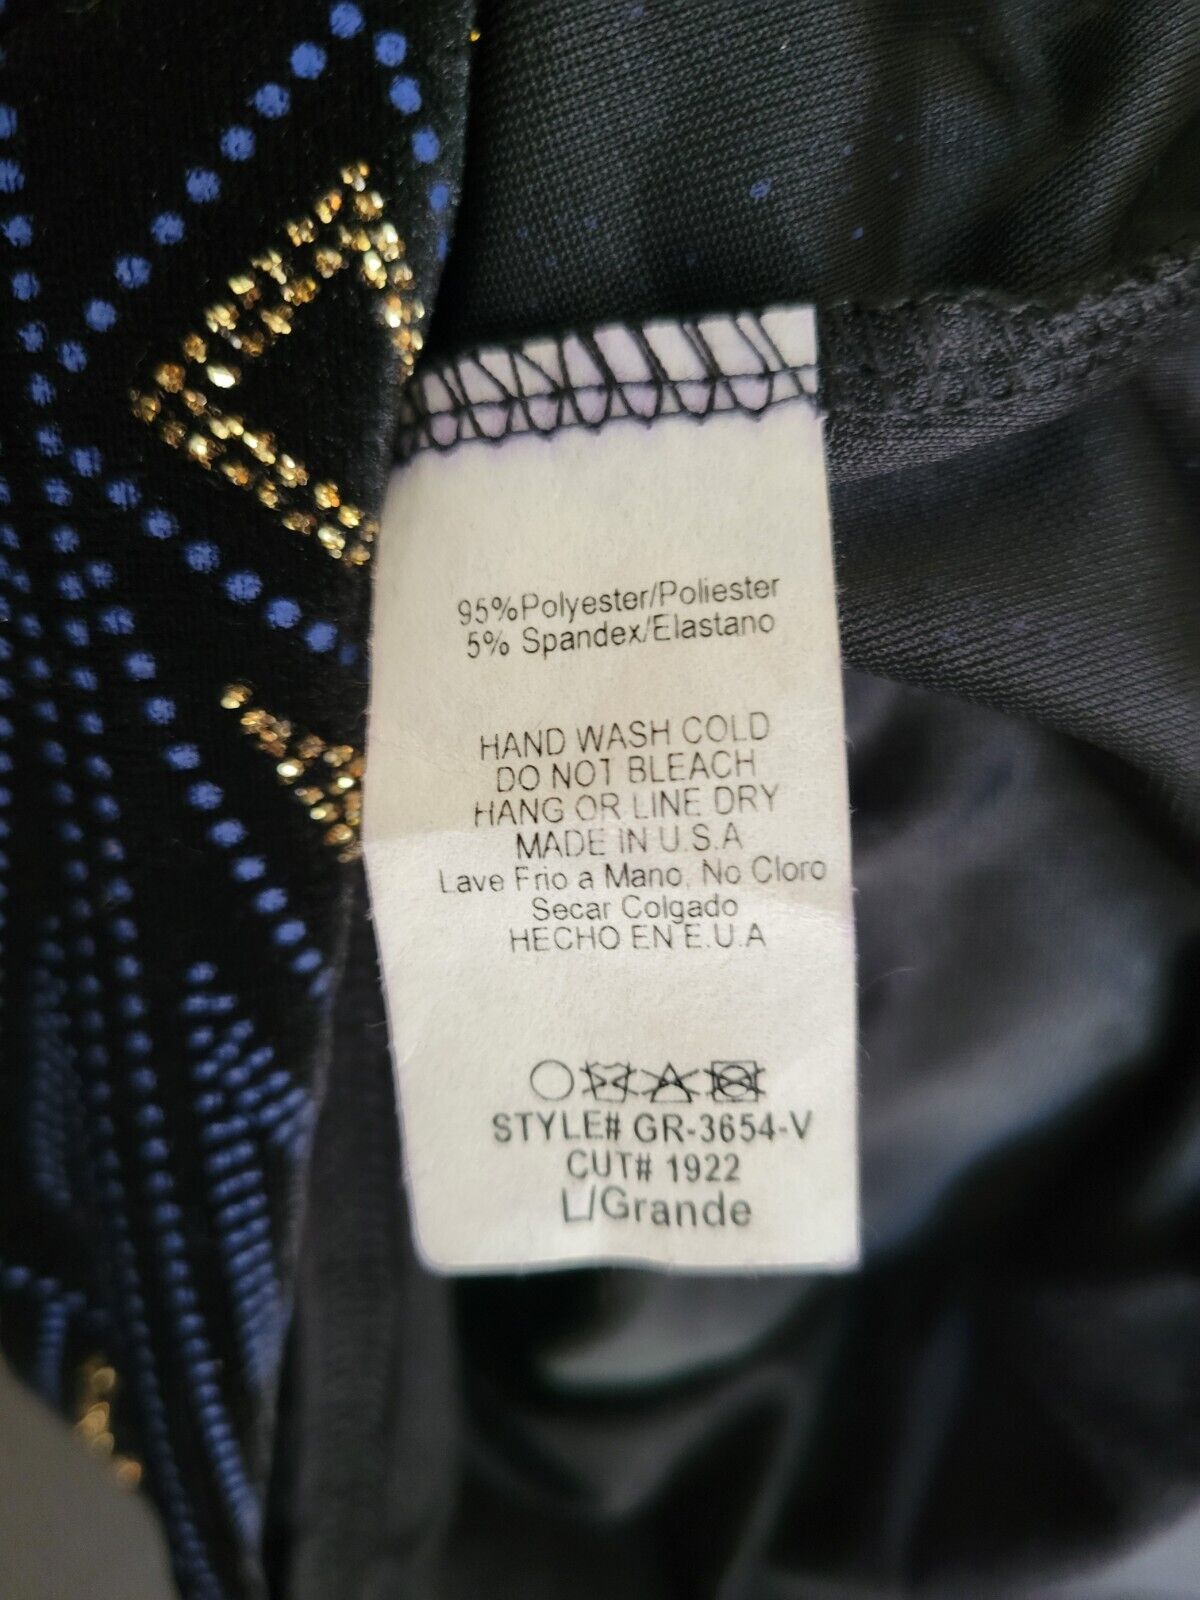 95%Polyester/Poliester
5% Spandex/Elastano
HAND WASH COLD
DO NOT BLEACH
HANG OR LINE DRY
MADE IN U.S.A
Lave Frio a Mano, No Cloro
Secar Colgado
HECHO EN E.U.A
STYLE# GR-3654-V
CUT# 1922
L/Grande